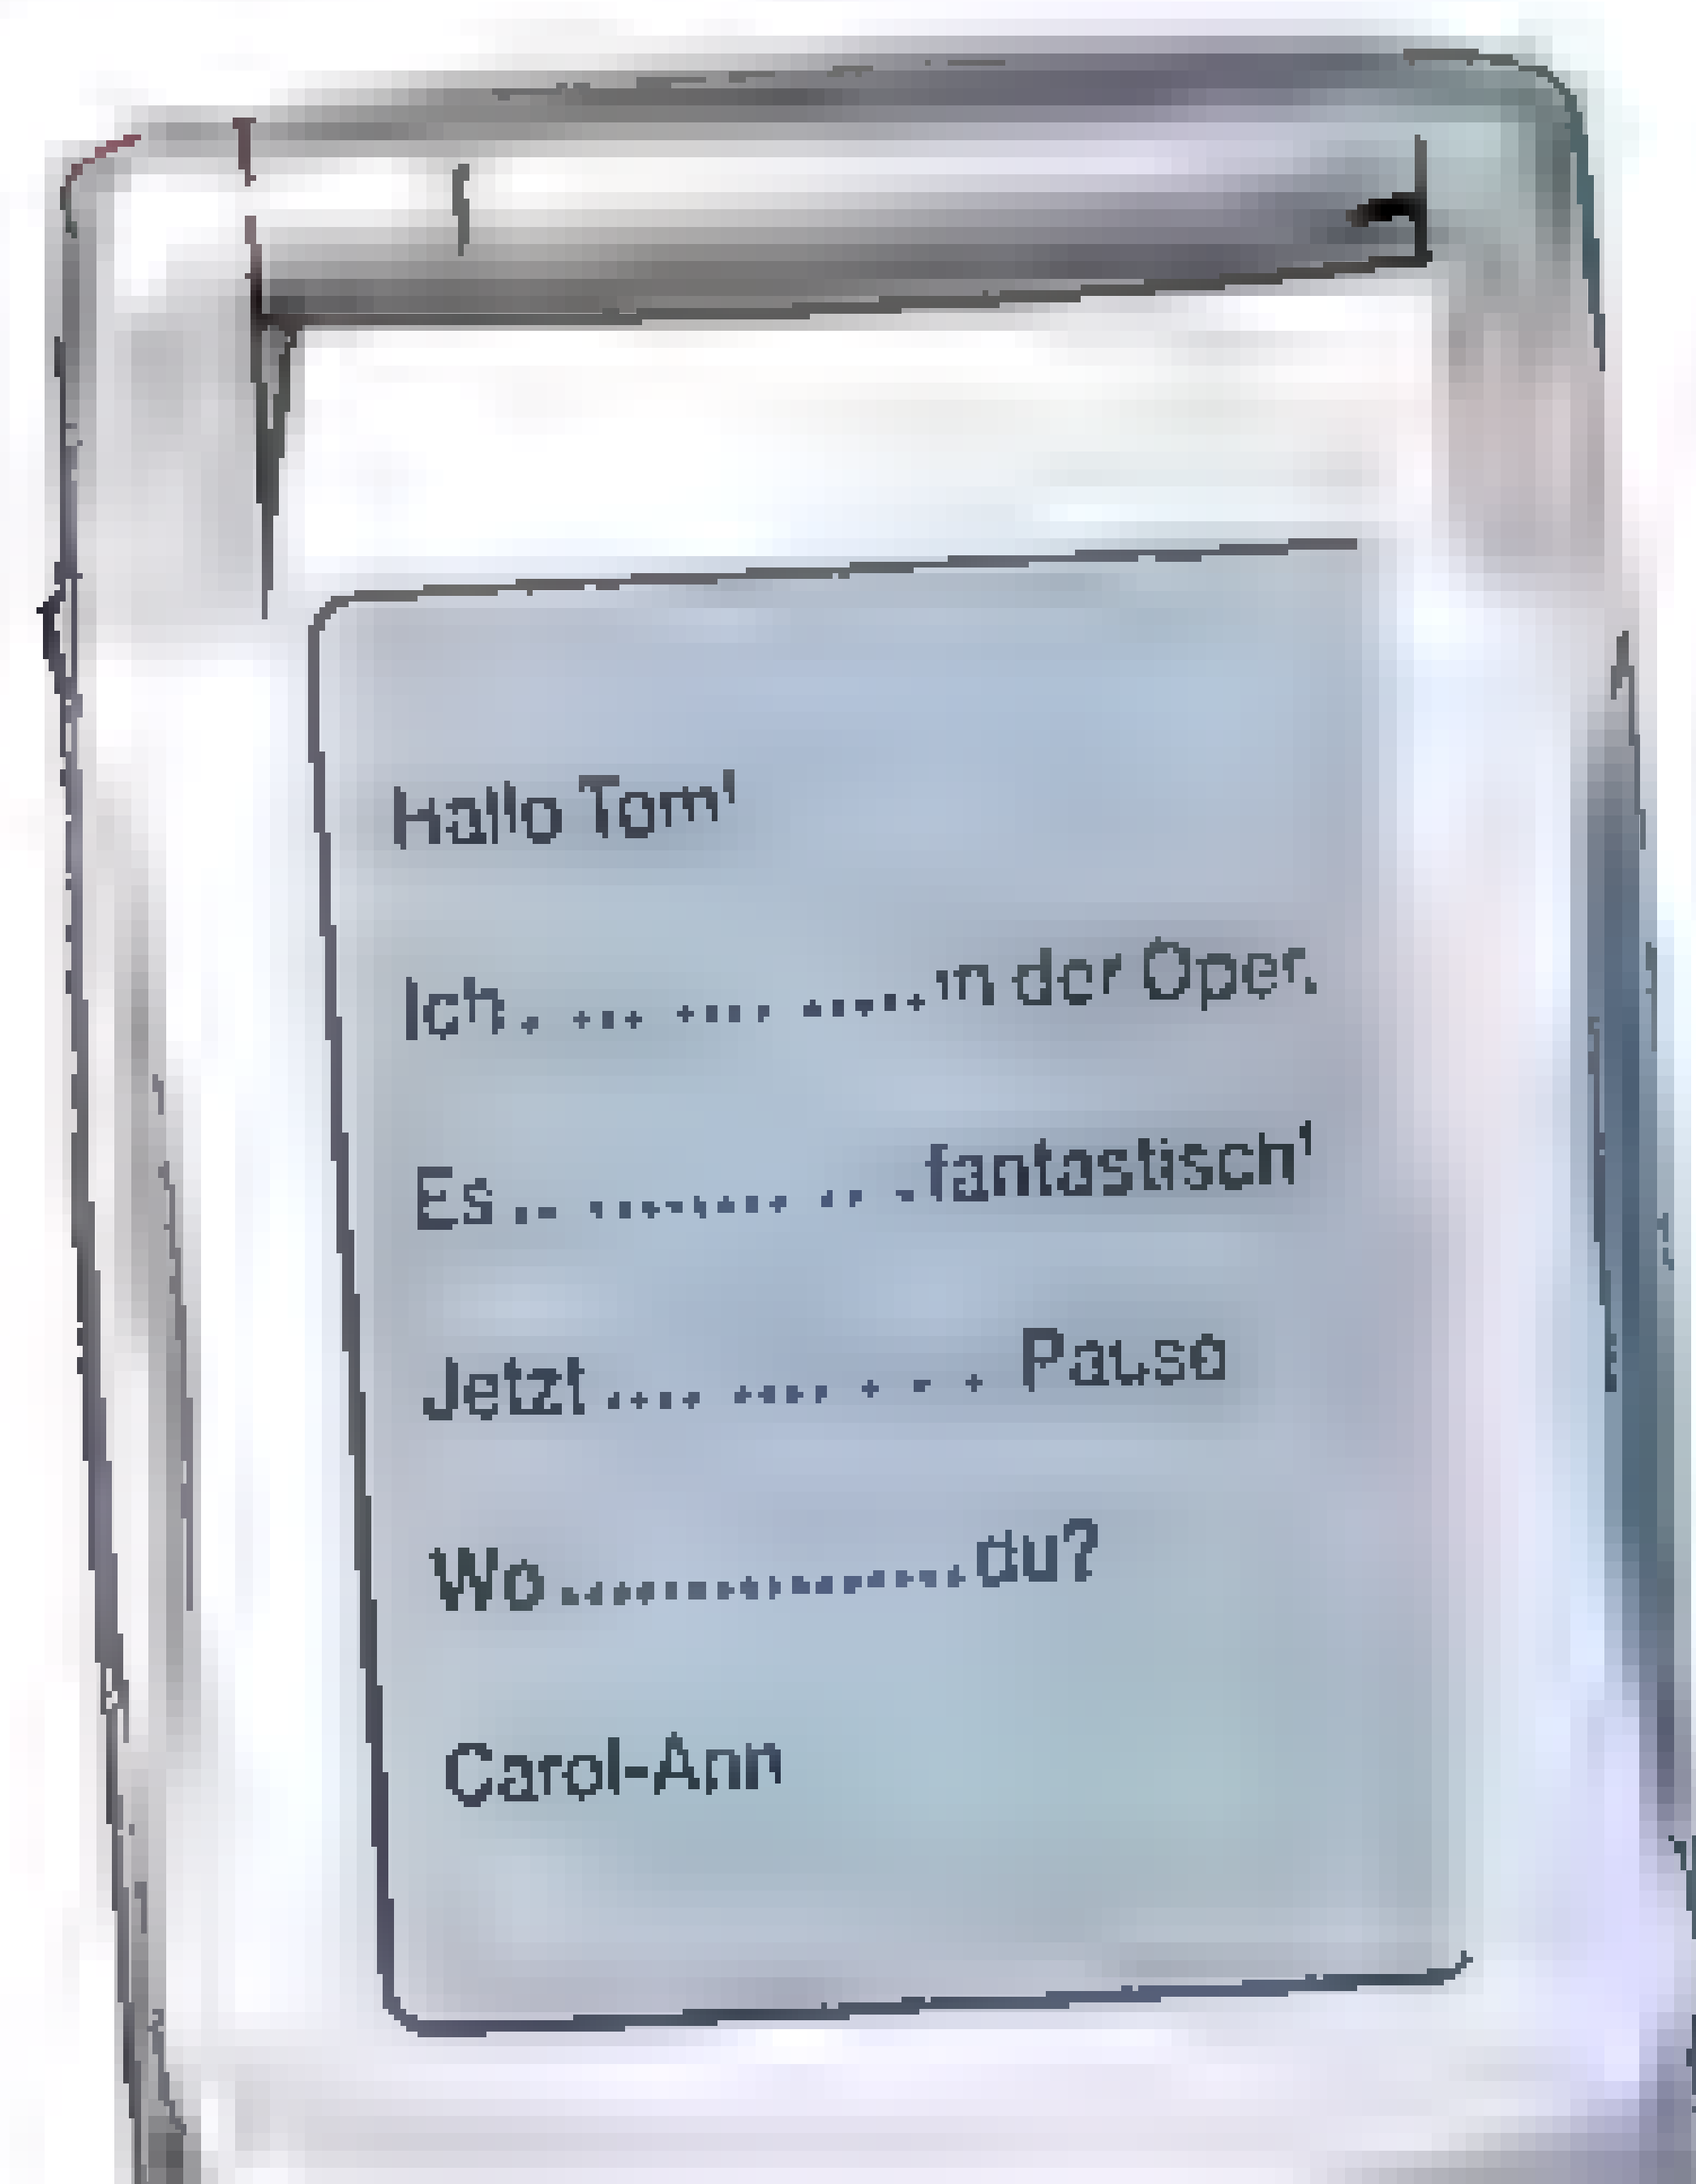 Hallo Tom!
Ich ................ in der Oper.
Es ................ fantastisch!
Jetzt ................ Pause
Wo ................ du?
Carol-Ann